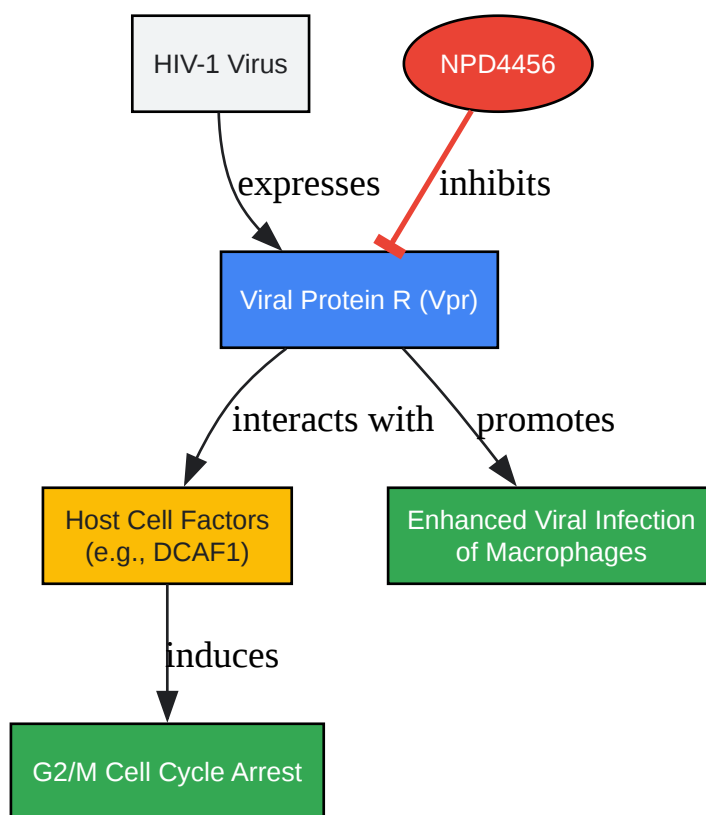 HIV-1 Virus
NPD4456
expresses
inhibits
Viral Protein R (Vpr)
interacts with
promotes
Host Cell Factors
(e.g., DCAF1)
Enhanced Viral Infection
of Macrophages
induces
G2/M Cell Cycle Arrest